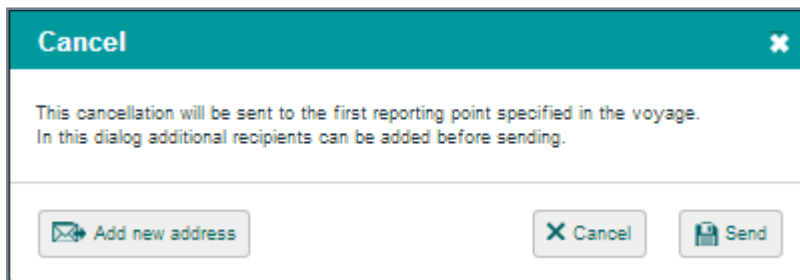 Cancel
This cancellation will be sent to the first reporting point specified in the voyage.
In this dialog additional recipients can be added before sending.
Add new address
Cancel
Send